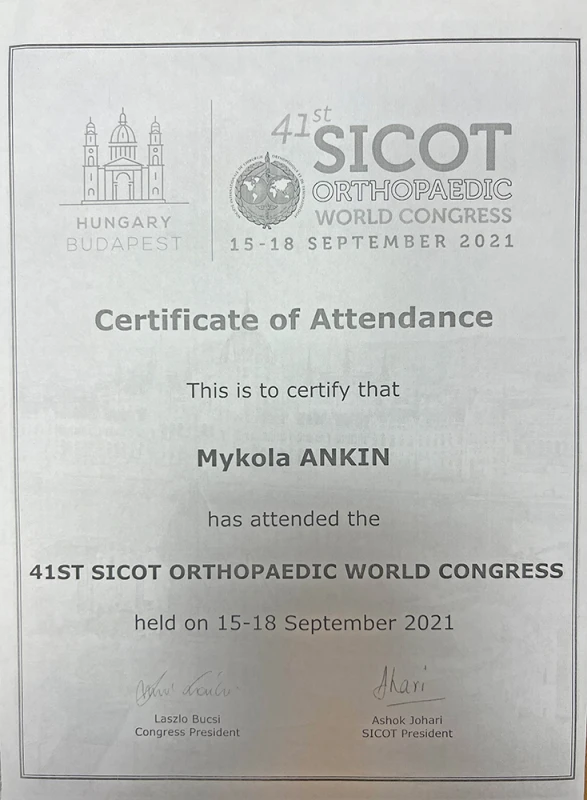 41st
SICOT
ORTHOPAEDIC
WORLD CONGRESS
15-18 SEPTEMBER 2021
HUNGARY
BUDAPEST
Certificate of Attendance
This is to certify that
Mykola ANKIN
has attended the
41ST SICOT ORTHOPAEDIC WORLD CONGRESS
held on 15-18 September 2021
Laszlo Bucsi
Congress President
Ashok Johari
SICOT President